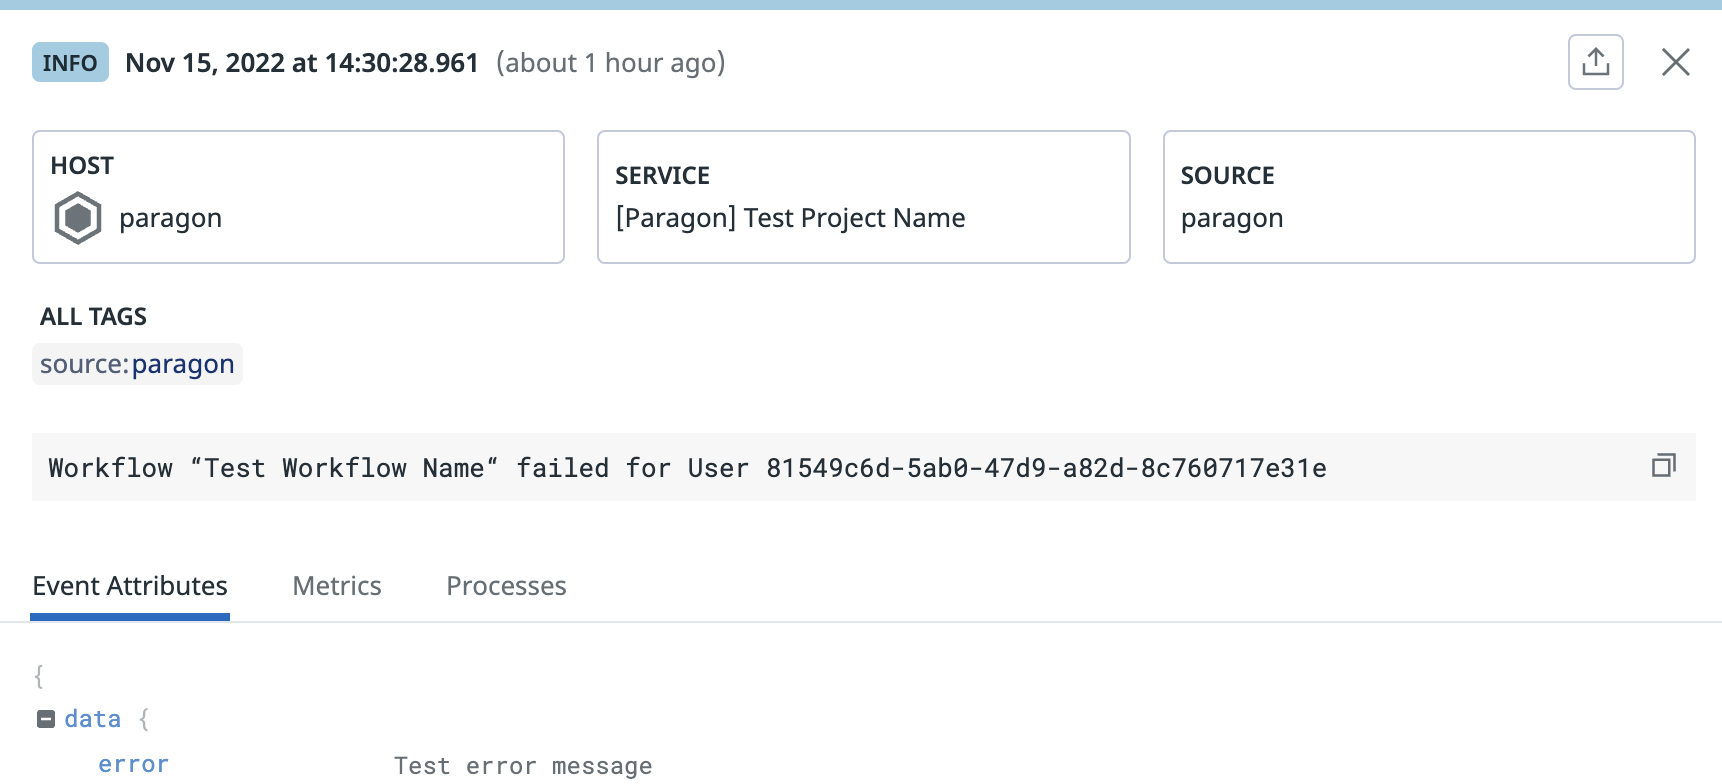 INFO Nov 15, 2022 at 14:30:28.961 (about 1 hour ago)
HOST
paragon
SERVICE
[Paragon] Test Project Name
SOURCE
paragon
ALL TAGS
source:paragon
Workflow “Test Workflow Name“ failed for User 81549c6d-5ab0-47d9-a82d-8c760717e31e
Event Attributes Metrics Processes
{
data {
error Test error message